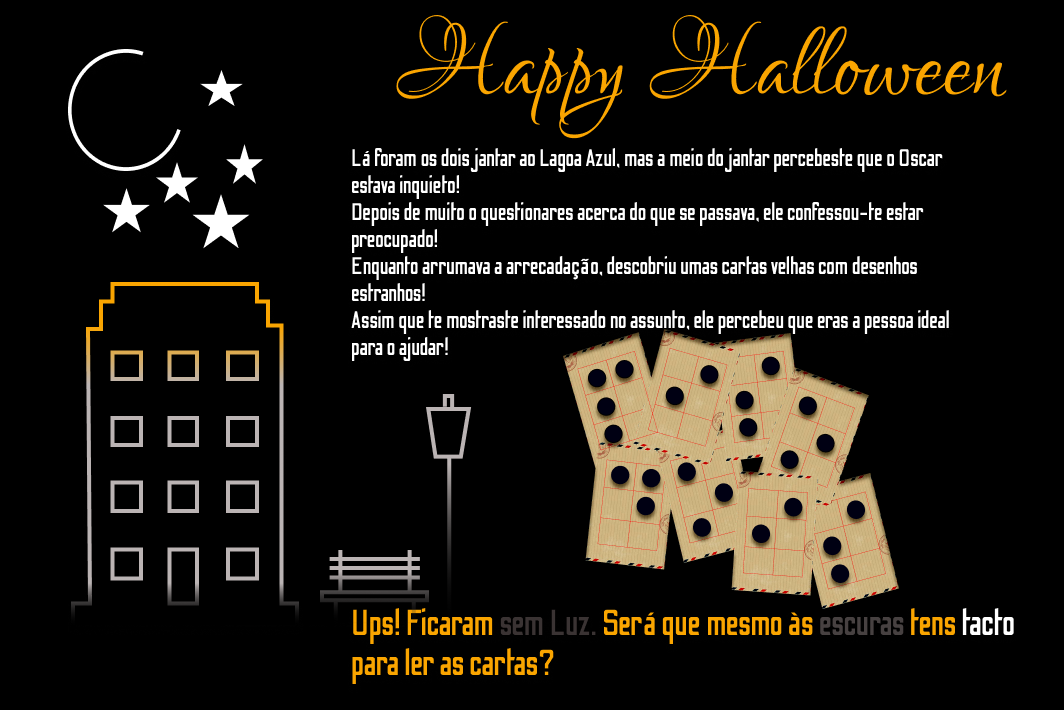 Happy Halloween
Lá foram os dois jantar ao Lagoa Azul, mas a meio do jantar percebeste que o Oscar
estava inquieto!
Depois de muito o questionares acerca do que se passava, ele confessou-te estar
preocupado!
Enquanto arrumava a arrecadação, descobriu umas cartas velhas com desenhos
estranhos!
Assim que te mostraste interessado no assunto, ele percebeu que eras a pessoa ideal
para o ajudar!
Ups! Ficaram sem Luz. Será que mesmo às escuras tens tacto
para ler as cartas?